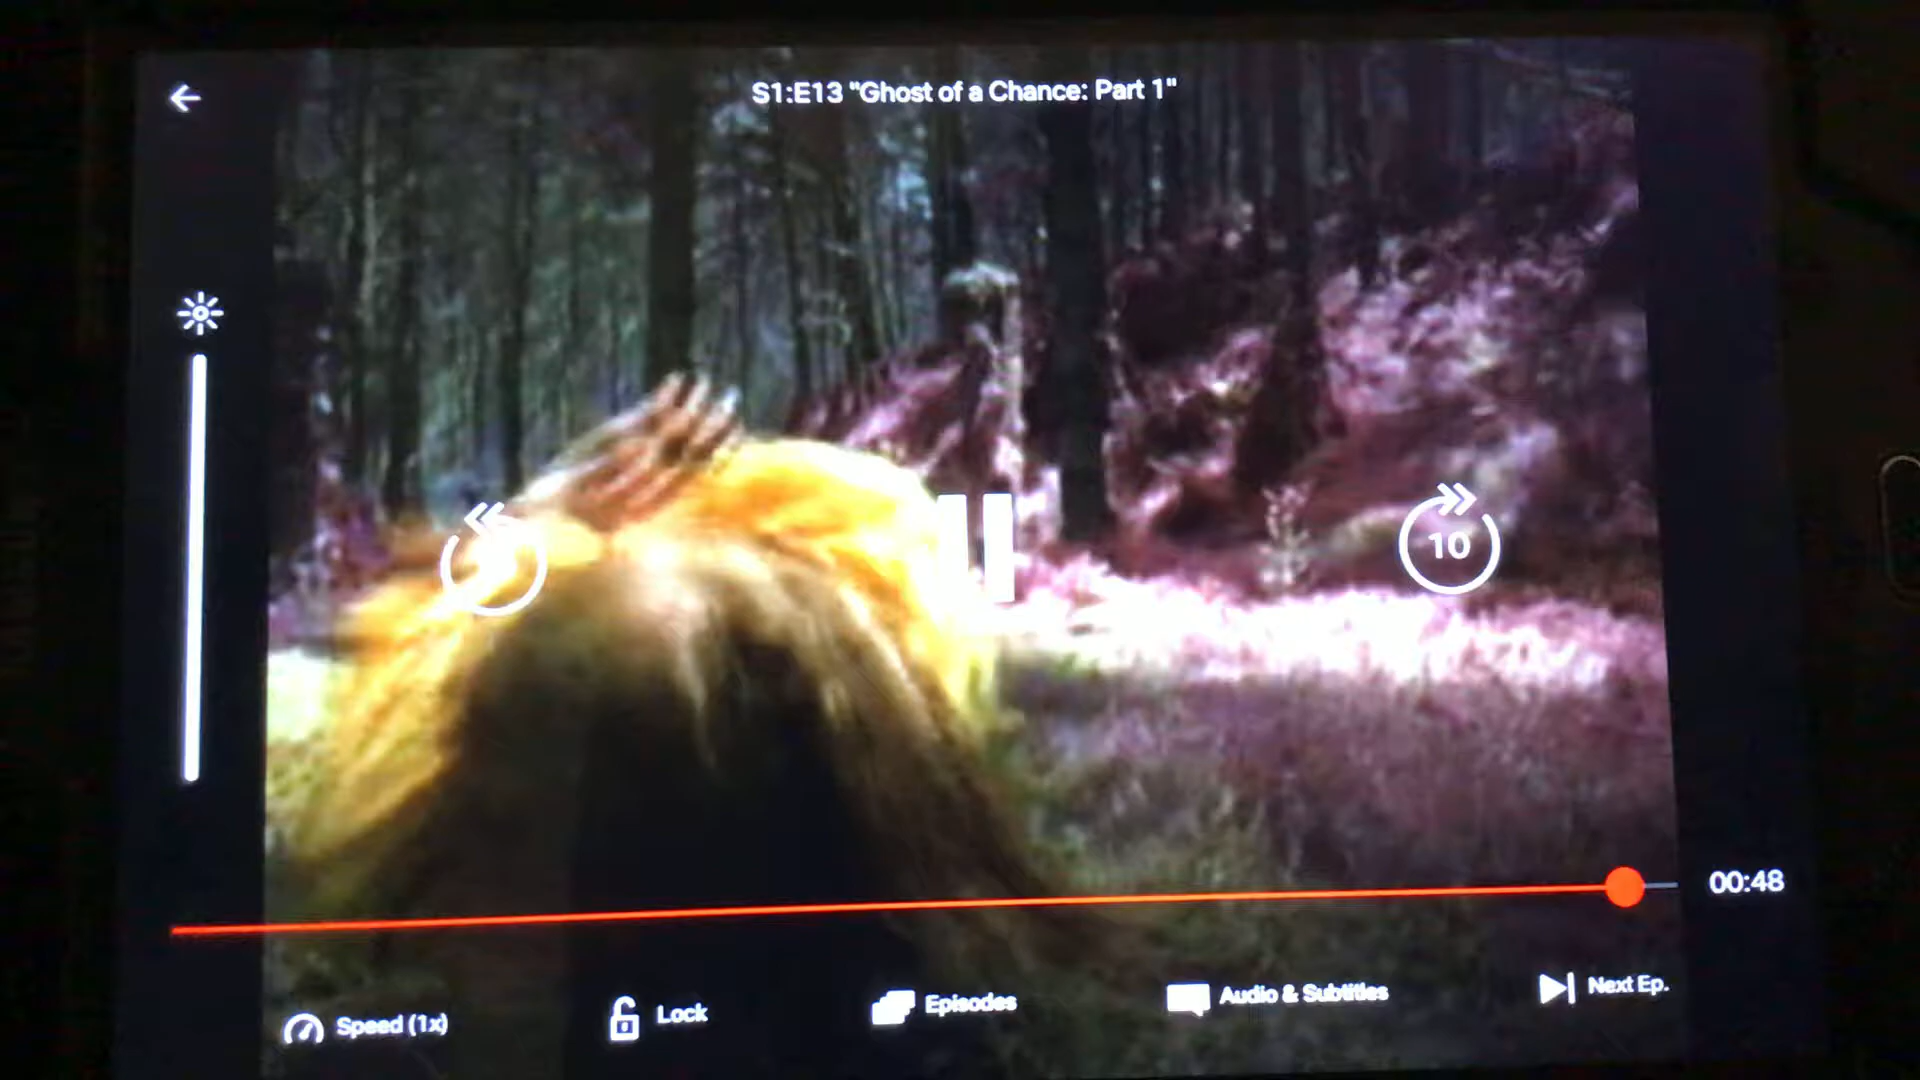 S1:E13 "Ghost of a Chance: Part 1"
10
00:48
Speed (1x)
Lock
Episodes
Audio & Subtitles
Next Ep.